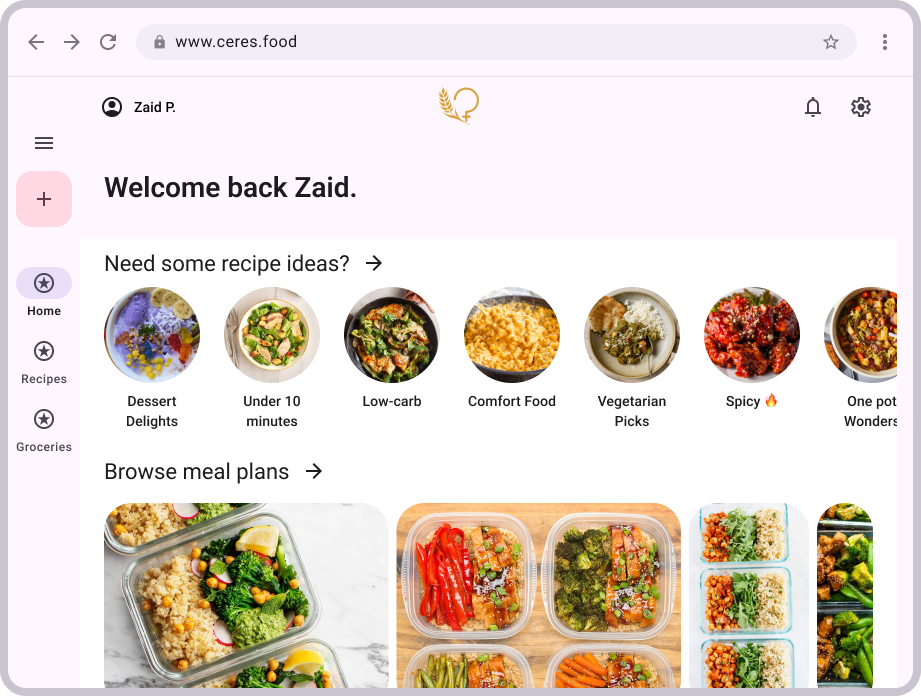 www.ceres.food
Zaid P.
Welcome back Zaid.
Need some recipe ideas?
Home
Recipes
Groceries
Dessert
Delights
Under 10
minutes
Low-carb
Comfort Food
Vegetarian
Picks
Spicy 🔥
One pot
Wonders
Browse meal plans